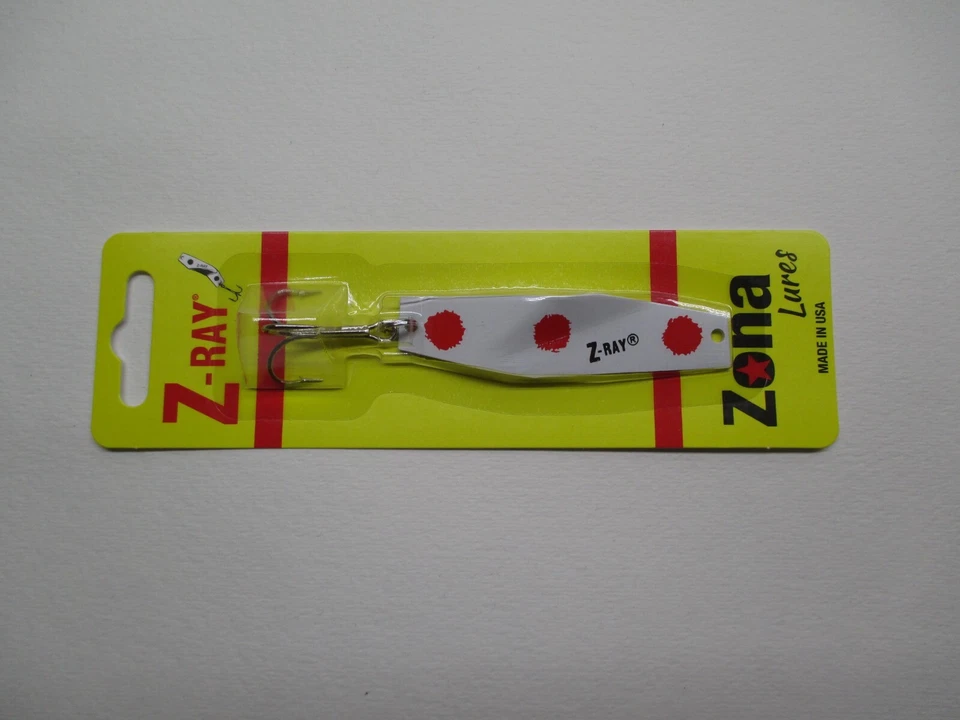 Z-RAY®
Z-RAY®
Zona
Lures
MADE IN USA